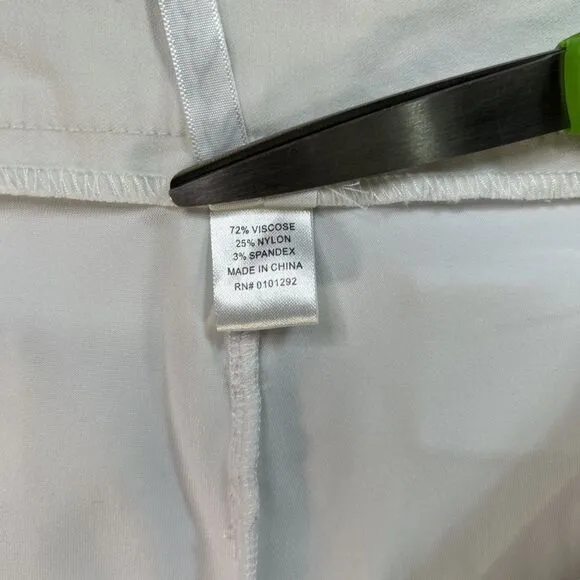 72% VISCOSE
25% NYLON
3% SPANDEX
MADE IN CHINA
RN# 0101292